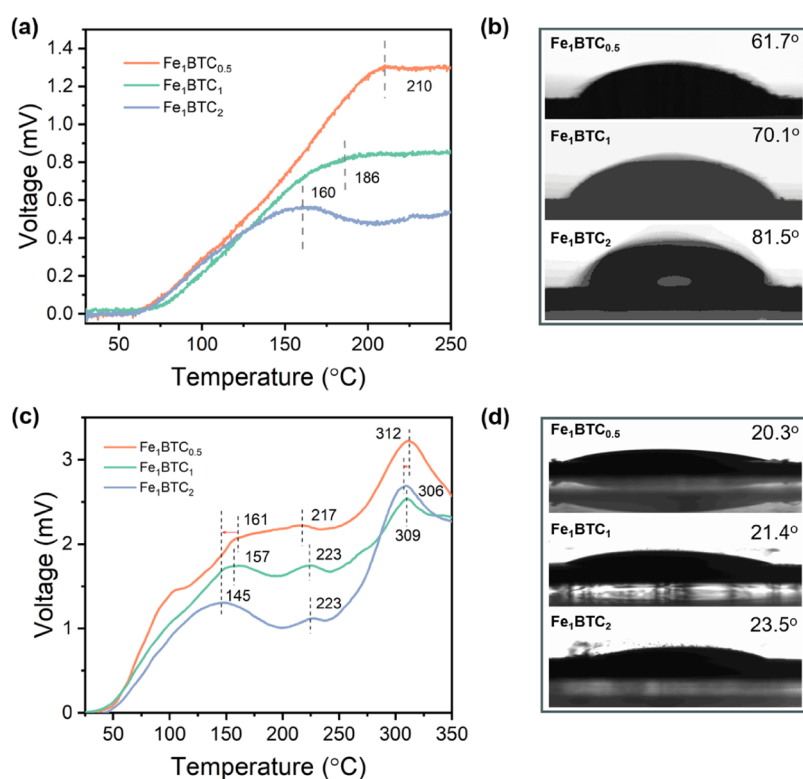 (a)
Fe₁BTC₀.₅
Fe₁BTC₁
Fe₁BTC₂
210
186
160
Voltage (mV)
1.4
1.2
1.0
0.8
0.6
0.4
0.2
0.0
50 100 150 200 250
Temperature (°C)
(b)
Fe₁BTC₀.₅ 61.7°
Fe₁BTC₁ 70.1°
Fe₁BTC₂ 81.5°
(c)
Fe₁BTC₀.₅
Fe₁BTC₁
Fe₁BTC₂
312
306
309
161
217
157
223
145
223
Voltage (mV)
3
2
1
0
50 100 150 200 250 300 350
Temperature (°C)
(d)
Fe₁BTC₀.₅ 20.3°
Fe₁BTC₁ 21.4°
Fe₁BTC₂ 23.5°